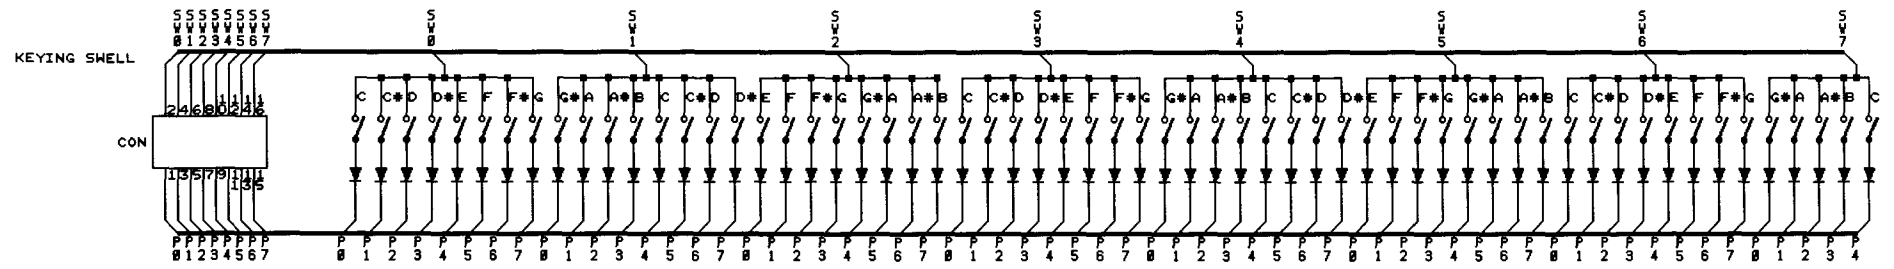 SW0 SW1 SW2 SW3 SW4 SW5 SW6 SW7 SW0 SW1 SW2 SW3 SW4 SW5 SW6 SW7
KEYING SWELL
C C# D D# E F F# G G# A A# B C C# D D# E F F# G G# A A# B C C# D D# E F F# G G# A A# B C C# D D# E F F# G G# A A# B C C# D D# E F F# G G# A A# B C
2 4 6 8 10 12 14 16
CON
1 3 5 7 9 11 13 15
P0 P1 P2 P3 P4 P5 P6 P7 P0 P1 P2 P3 P4 P5 P6 P7 P0 P1 P2 P3 P4 P5 P6 P7 P0 P1 P2 P3 P4 P5 P6 P7 P0 P1 P2 P3 P4 P5 P6 P7 P0 P1 P2 P3 P4 P5 P6 P7 P0 P1 P2 P3 P4 P5 P6 P7 P0 P1 P2 P3 P4 P5 P6 P7 P0 P1 P2 P3 P4